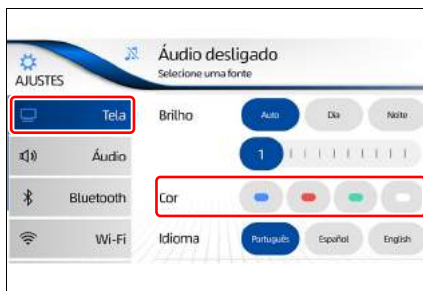 AJUSTES
Áudio desligado
Selecione uma fonte
Tela
Brilho
Auto
Dia
Noite
Áudio
1
Bluetooth
Cor
Wi-Fi
Idioma
Português
Español
English